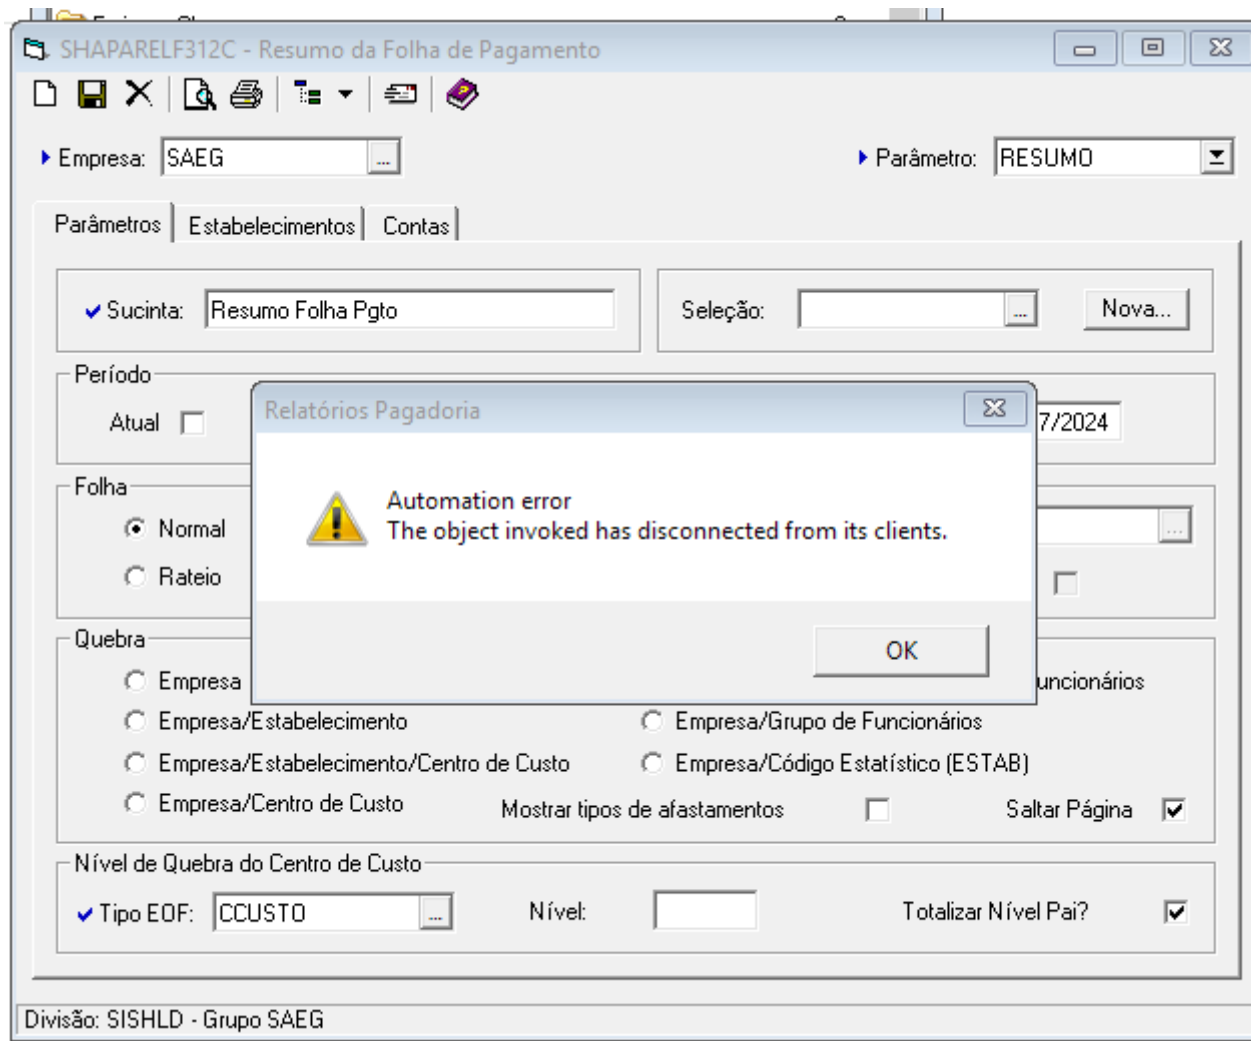 SHAPARELF312C - Resumo da Folha de Pagamento
Empresa: SAEG ... Parâmetro: RESUMO
Parâmetros Estabelecimentos Contas
Sucinta: Resumo Folha Pgto Seleção: ... Nova...
Período
Atual 7/2024
Relatórios Pagadoria
Automation error
The object invoked has disconnected from its clients.
OK
Folha
Normal ...
Rateio
Quebra
Empresa uncionários
Empresa/Estabelecimento Empresa/Grupo de Funcionários
Empresa/Estabelecimento/Centro de Custo Empresa/Código Estatístico (ESTAB)
Empresa/Centro de Custo Mostrar tipos de afastamentos Saltar Página
Nível de Quebra do Centro de Custo
Tipo EOF: CCUSTO ... Nível: Totalizar Nível Pai?
Divisão: SISHLD - Grupo SAEG